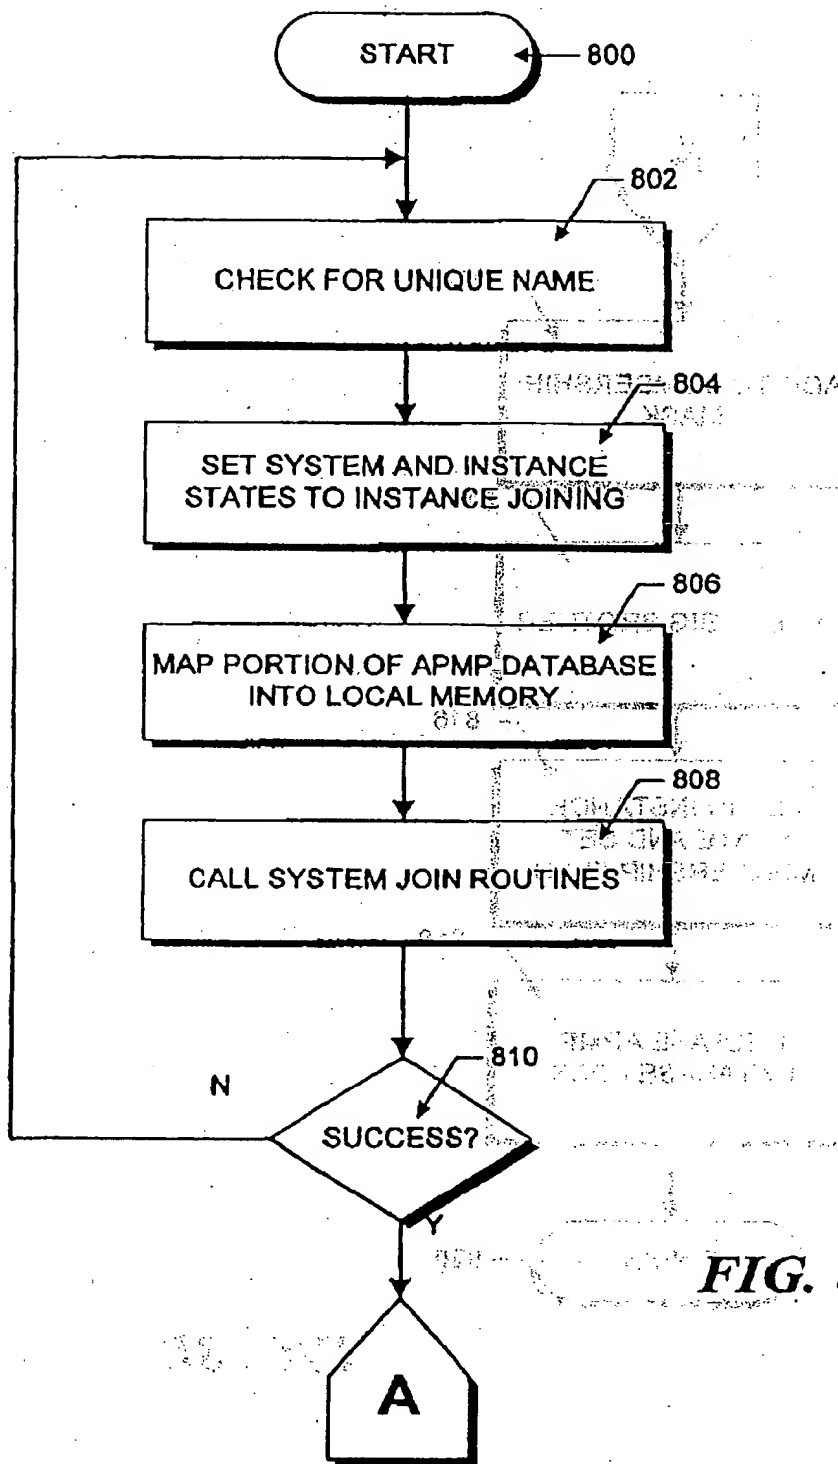 START
800
802
CHECK FOR UNIQUE NAME
804
SET SYSTEM AND INSTANCE
STATES TO INSTANCE JOINING
806
MAP PORTION OF APMP DATABASE
INTO LOCAL MEMORY
816
808
CALL SYSTEM JOIN ROUTINES
810
N
SUCCESS?
Y
FIG.
A